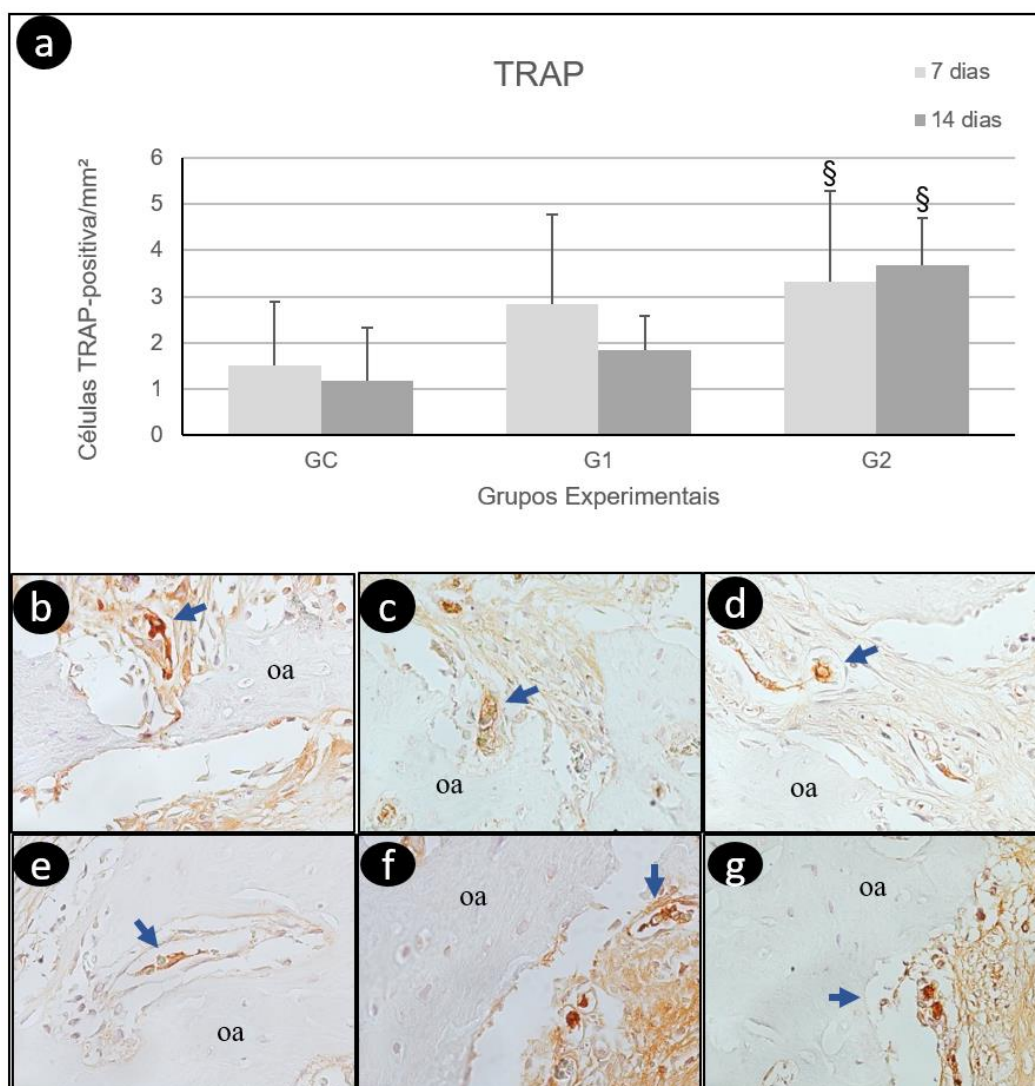 a
TRAP
7 dias
14 dias
Células TRAP-positiva/mm²
6
5
4
3
2
1
0
§
§
GC
G1
G2
Grupos Experimentais
b
oa
c
oa
d
oa
e
oa
f
oa
g
oa